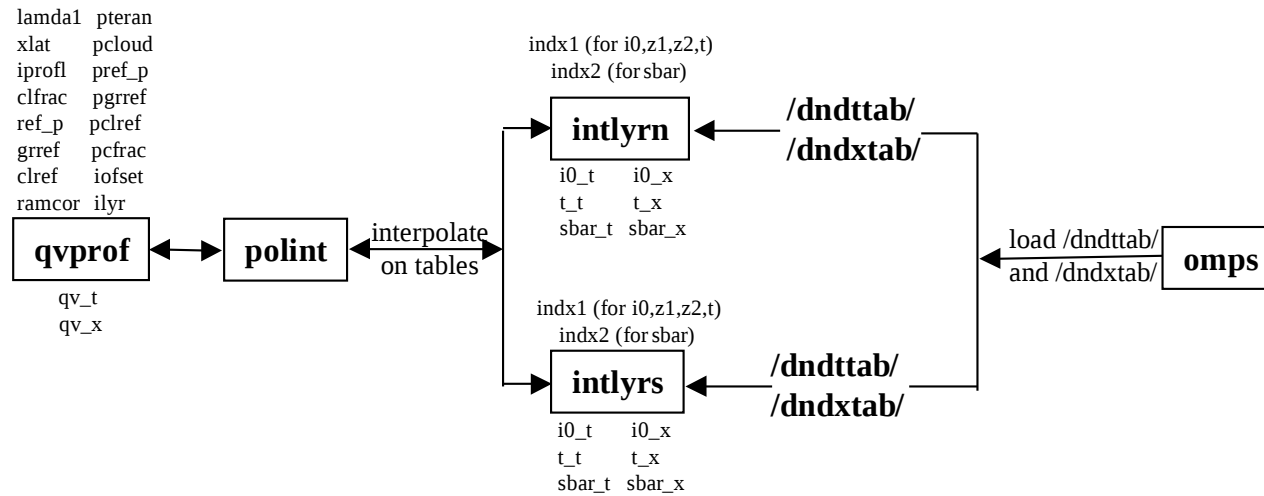 lamda1 pteran
xlat pcloud
iprofl pref_p
clfrac pgrref
ref_p pclref
grref pcfrac
clref iofset
ramcor ilyr
qvprof
qv_t
qv_x
polint
interpolate
on tables
indx1 (for i0,z1,z2,t)
indx2 (for sbar)
intlyrn
i0_t i0_x
t_t t_x
sbar_t sbar_x
/dndttab/
/dndxtab/
indx1 (for i0,z1,z2,t)
indx2 (for sbar)
intlyrs
i0_t i0_x
t_t t_x
sbar_t sbar_x
/dndttab/
/dndxtab/
load /dndttab/
and /dndxtab/
omps